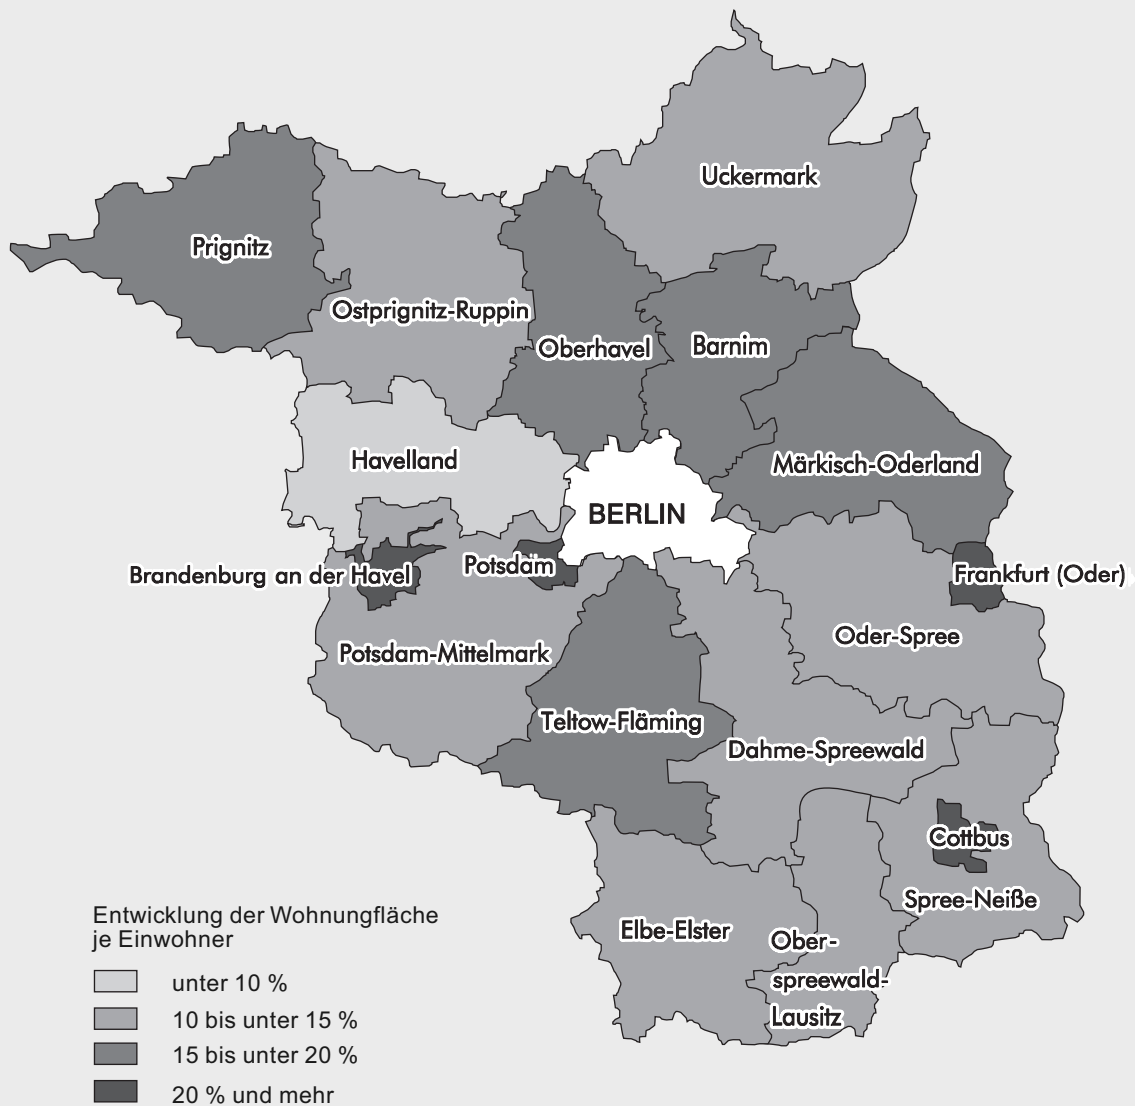 Uckermark
Prignitz
Ostprignitz-Ruppin
Oberhavel
Barnim
Havelland
Märkisch-Oderland
BERLIN
Brandenburg an der Havel
Potsdam
Frankfurt (Oder)
Oder-Spree
Potsdam-Mittelmark
Teltow-Fläming
Dahme-Spreewald
Cottbus
Spree-Neiße
Elbe-Elster
Ober-
spreewald-
Lausitz
Entwicklung der Wohnungfläche
je Einwohner
unter 10 %
10 bis unter 15 %
15 bis unter 20 %
20 % und mehr